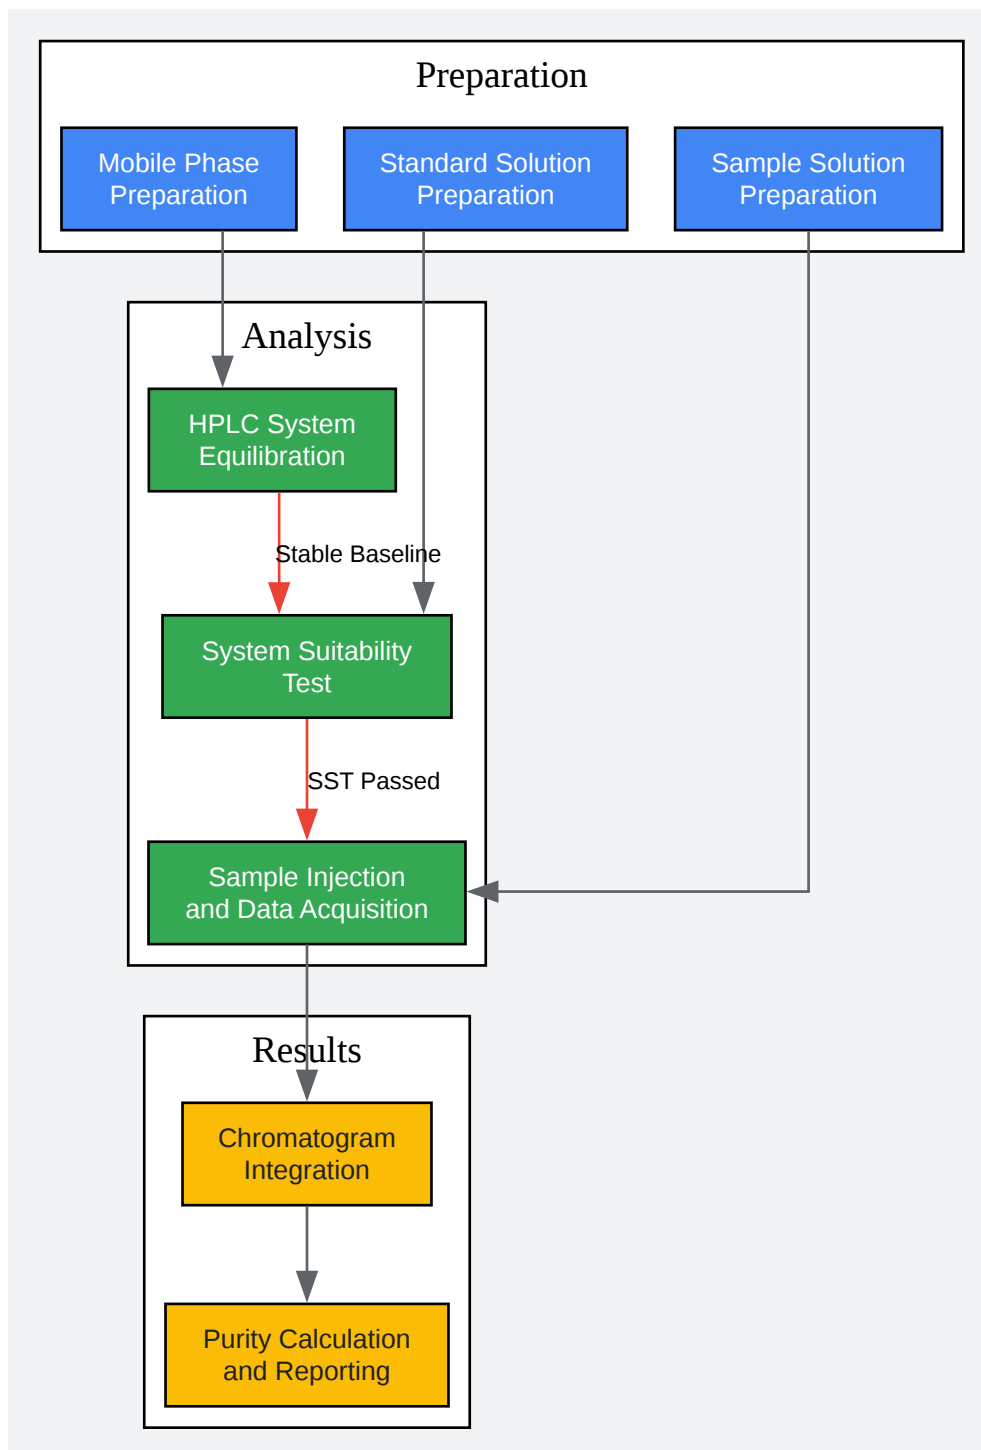 Preparation
Mobile Phase
Preparation
Standard Solution
Preparation
Sample Solution
Preparation
Analysis
HPLC System
Equilibration
Stable Baseline
System Suitability
Test
SST Passed
Sample Injection
and Data Acquisition
Results
Chromatogram
Integration
Purity Calculation
and Reporting